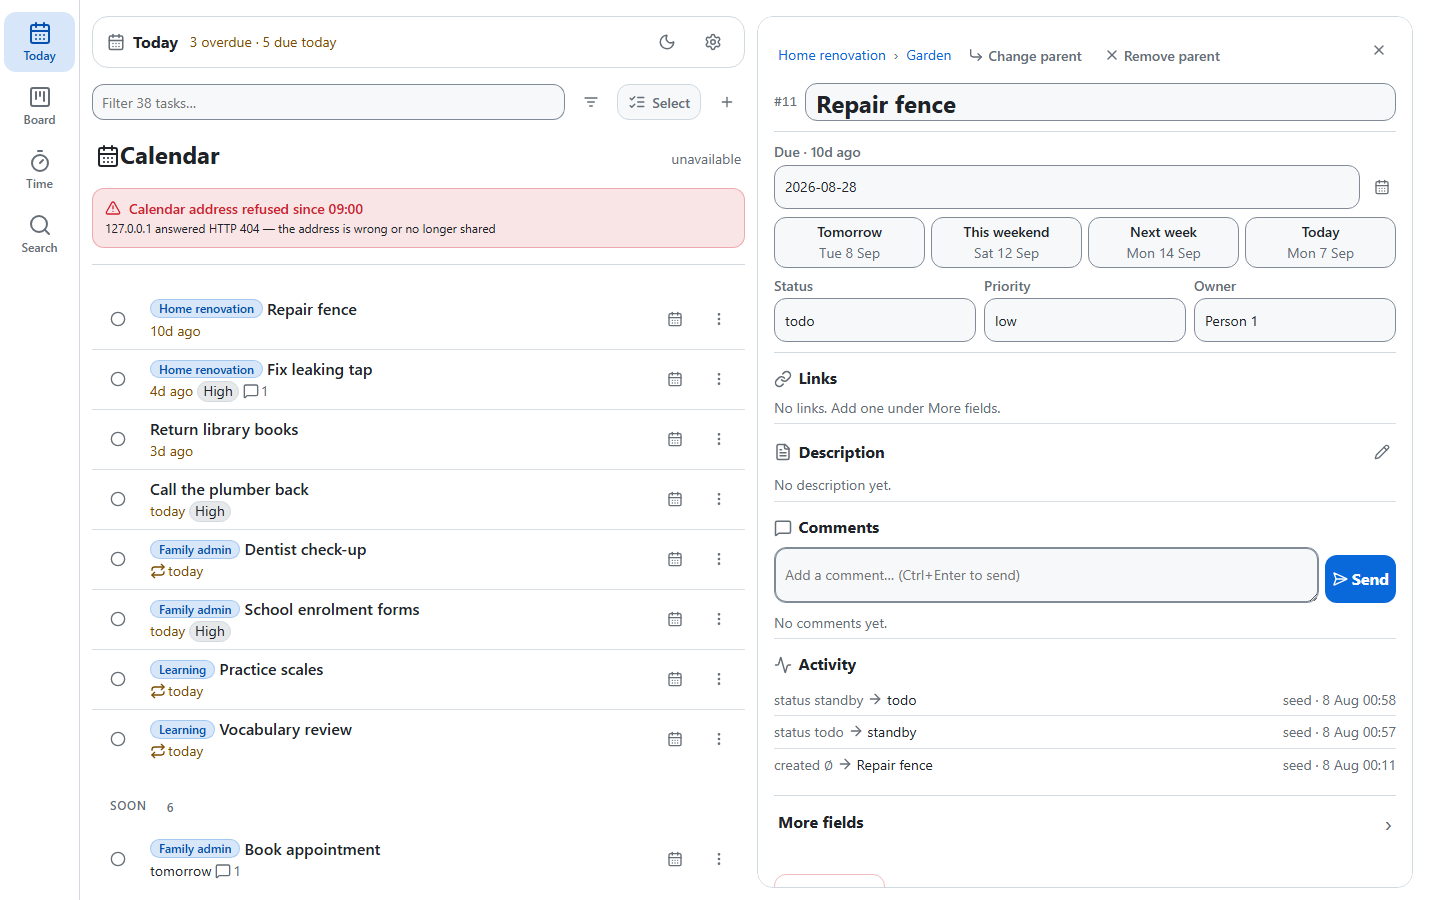 Today
Board
Time
Search
Today 3 overdue · 5 due today
Filter 38 tasks...
Select
Calendar
unavailable
Calendar address refused since 09:00
127.0.0.1 answered HTTP 404 — the address is wrong or no longer shared
Home renovation Repair fence
10d ago
Home renovation Fix leaking tap
4d ago High 1
Return library books
3d ago
Call the plumber back
today High
Family admin Dentist check-up
today
Family admin School enrolment forms
today High
Learning Practice scales
today
Learning Vocabulary review
today
SOON 6
Family admin Book appointment
tomorrow 1
Home renovation › Garden Change parent Remove parent
#11 Repair fence
Due · 10d ago
2026-08-28
Tomorrow This weekend Next week Today
Tue 8 Sep Sat 12 Sep Mon 14 Sep Mon 7 Sep
Status Priority Owner
todo low Person 1
Links
No links. Add one under More fields.
Description
No description yet.
Comments
Add a comment... (Ctrl+Enter to send)
Send
No comments yet.
Activity
status standby → todo seed · 8 Aug 00:58
status todo → standby seed · 8 Aug 00:57
created Ø → Repair fence seed · 8 Aug 00:11
More fields ›